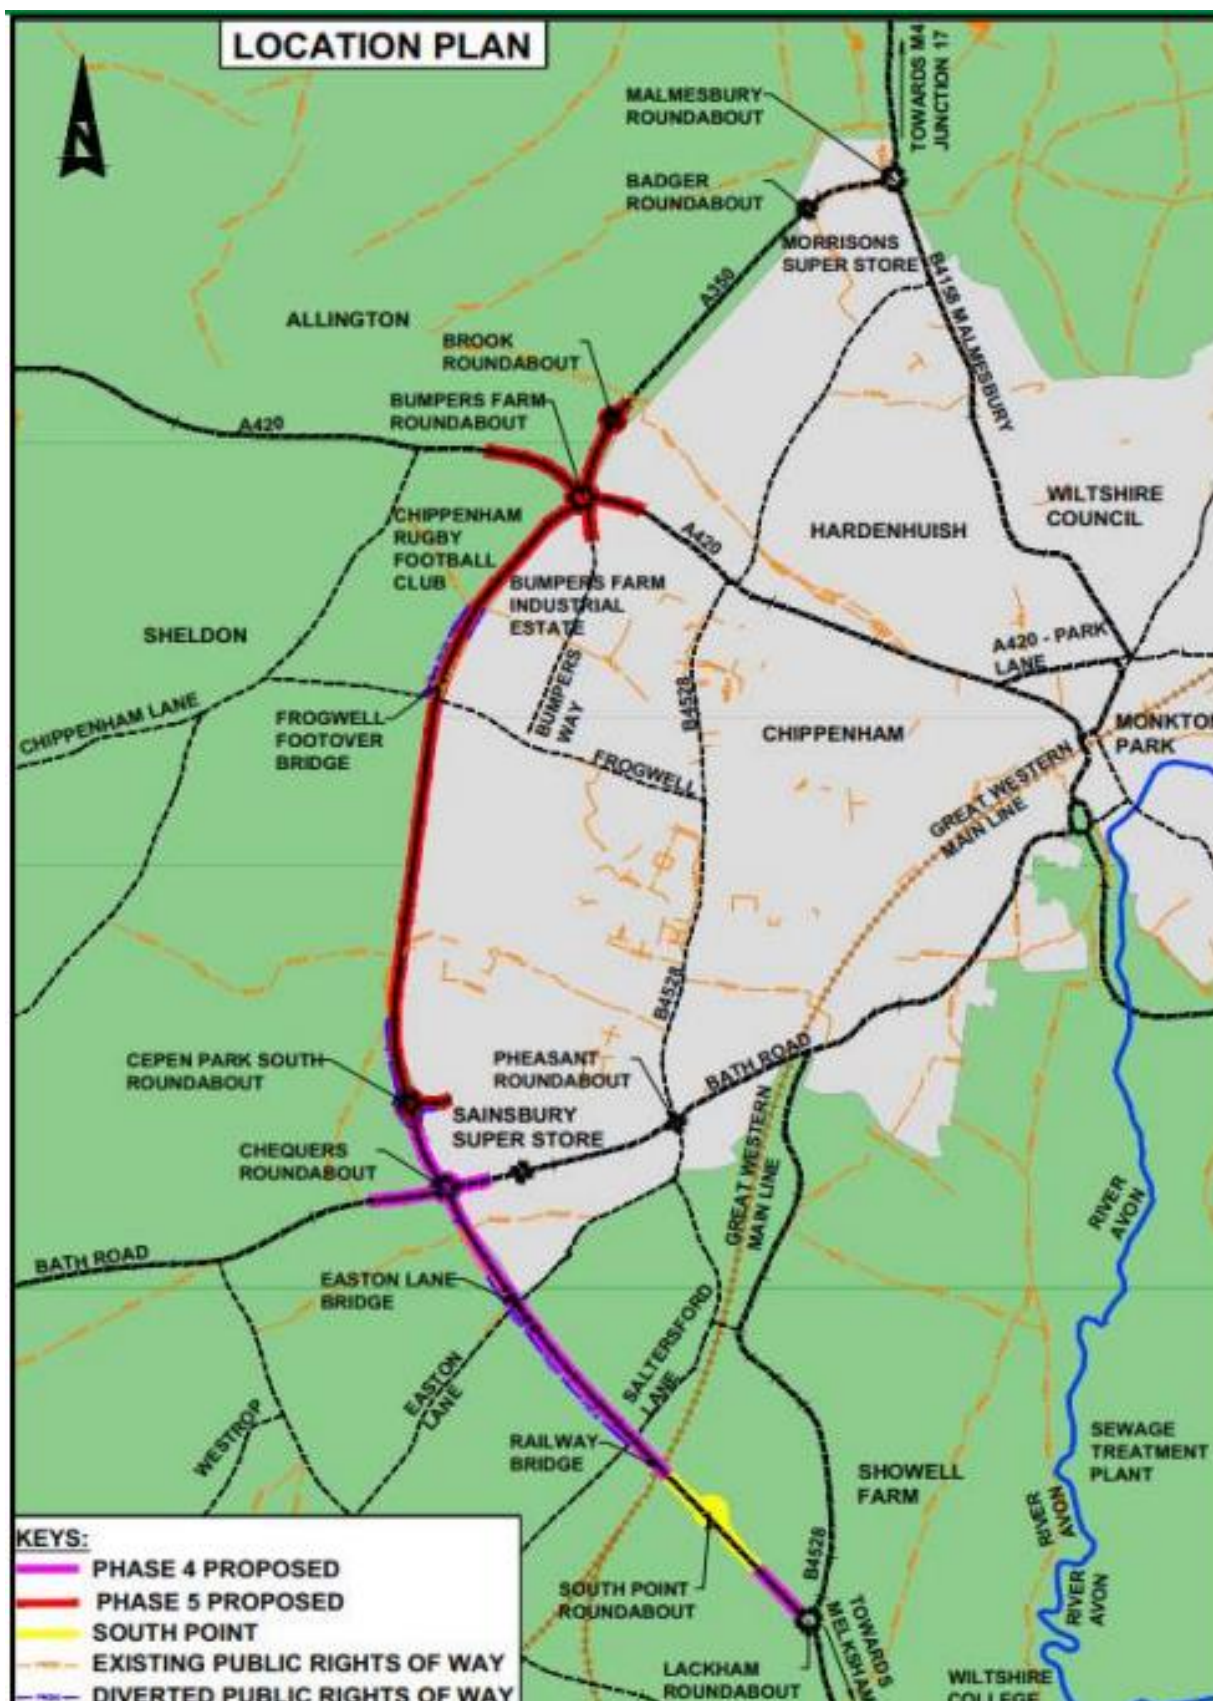 LOCATION PLAN
N
TOWARDS M4
JUNCTION 17
MALMESBURY
ROUNDABOUT
BADGER
ROUNDABOUT
MORRISONS
SUPER STORE
B4158 MALMESBURY
A350
ALLINGTON
BROOK
ROUNDABOUT
BUMPERS FARM
ROUNDABOUT
A420
CHIPPENHAM
RUGBY
FOOTBALL
CLUB
A420
HARDENHUISH
WILTSHIRE
COUNCIL
BUMPERS FARM
INDUSTRIAL
ESTATE
SHELDON
A420 - PARK
LANE
BUMPERS
WAY
B4528
CHIPPENHAM LANE
FROGWELL
FOOTOVER
BRIDGE
CHIPPENHAM
MONKTON
PARK
FROGWELL
GREAT WESTERN
MAIN LINE
B4528
CEPEN PARK SOUTH
ROUNDABOUT
PHEASANT
ROUNDABOUT
BATH ROAD
SAINSBURY
SUPER STORE
CHEQUERS
ROUNDABOUT
GREAT WESTERN
MAIN LINE
RIVER
AVON
BATH ROAD
EASTON LANE
BRIDGE
SALTERSFORD
LANE
EASTON
LANE
WESTROP
RAILWAY
BRIDGE
SHOWELL
FARM
SEWAGE
TREATMENT
PLANT
RIVER
AVON
B4528
RIVER
AVON
SOUTH POINT
ROUNDABOUT
TOWARDS
MELKSHAM
LACKHAM
ROUNDABOUT
WILTSHIRE
COLLEGE
KEYS:
PHASE 4 PROPOSED
PHASE 5 PROPOSED
SOUTH POINT
EXISTING PUBLIC RIGHTS OF WAY
DIVERTED PUBLIC RIGHTS OF WAY